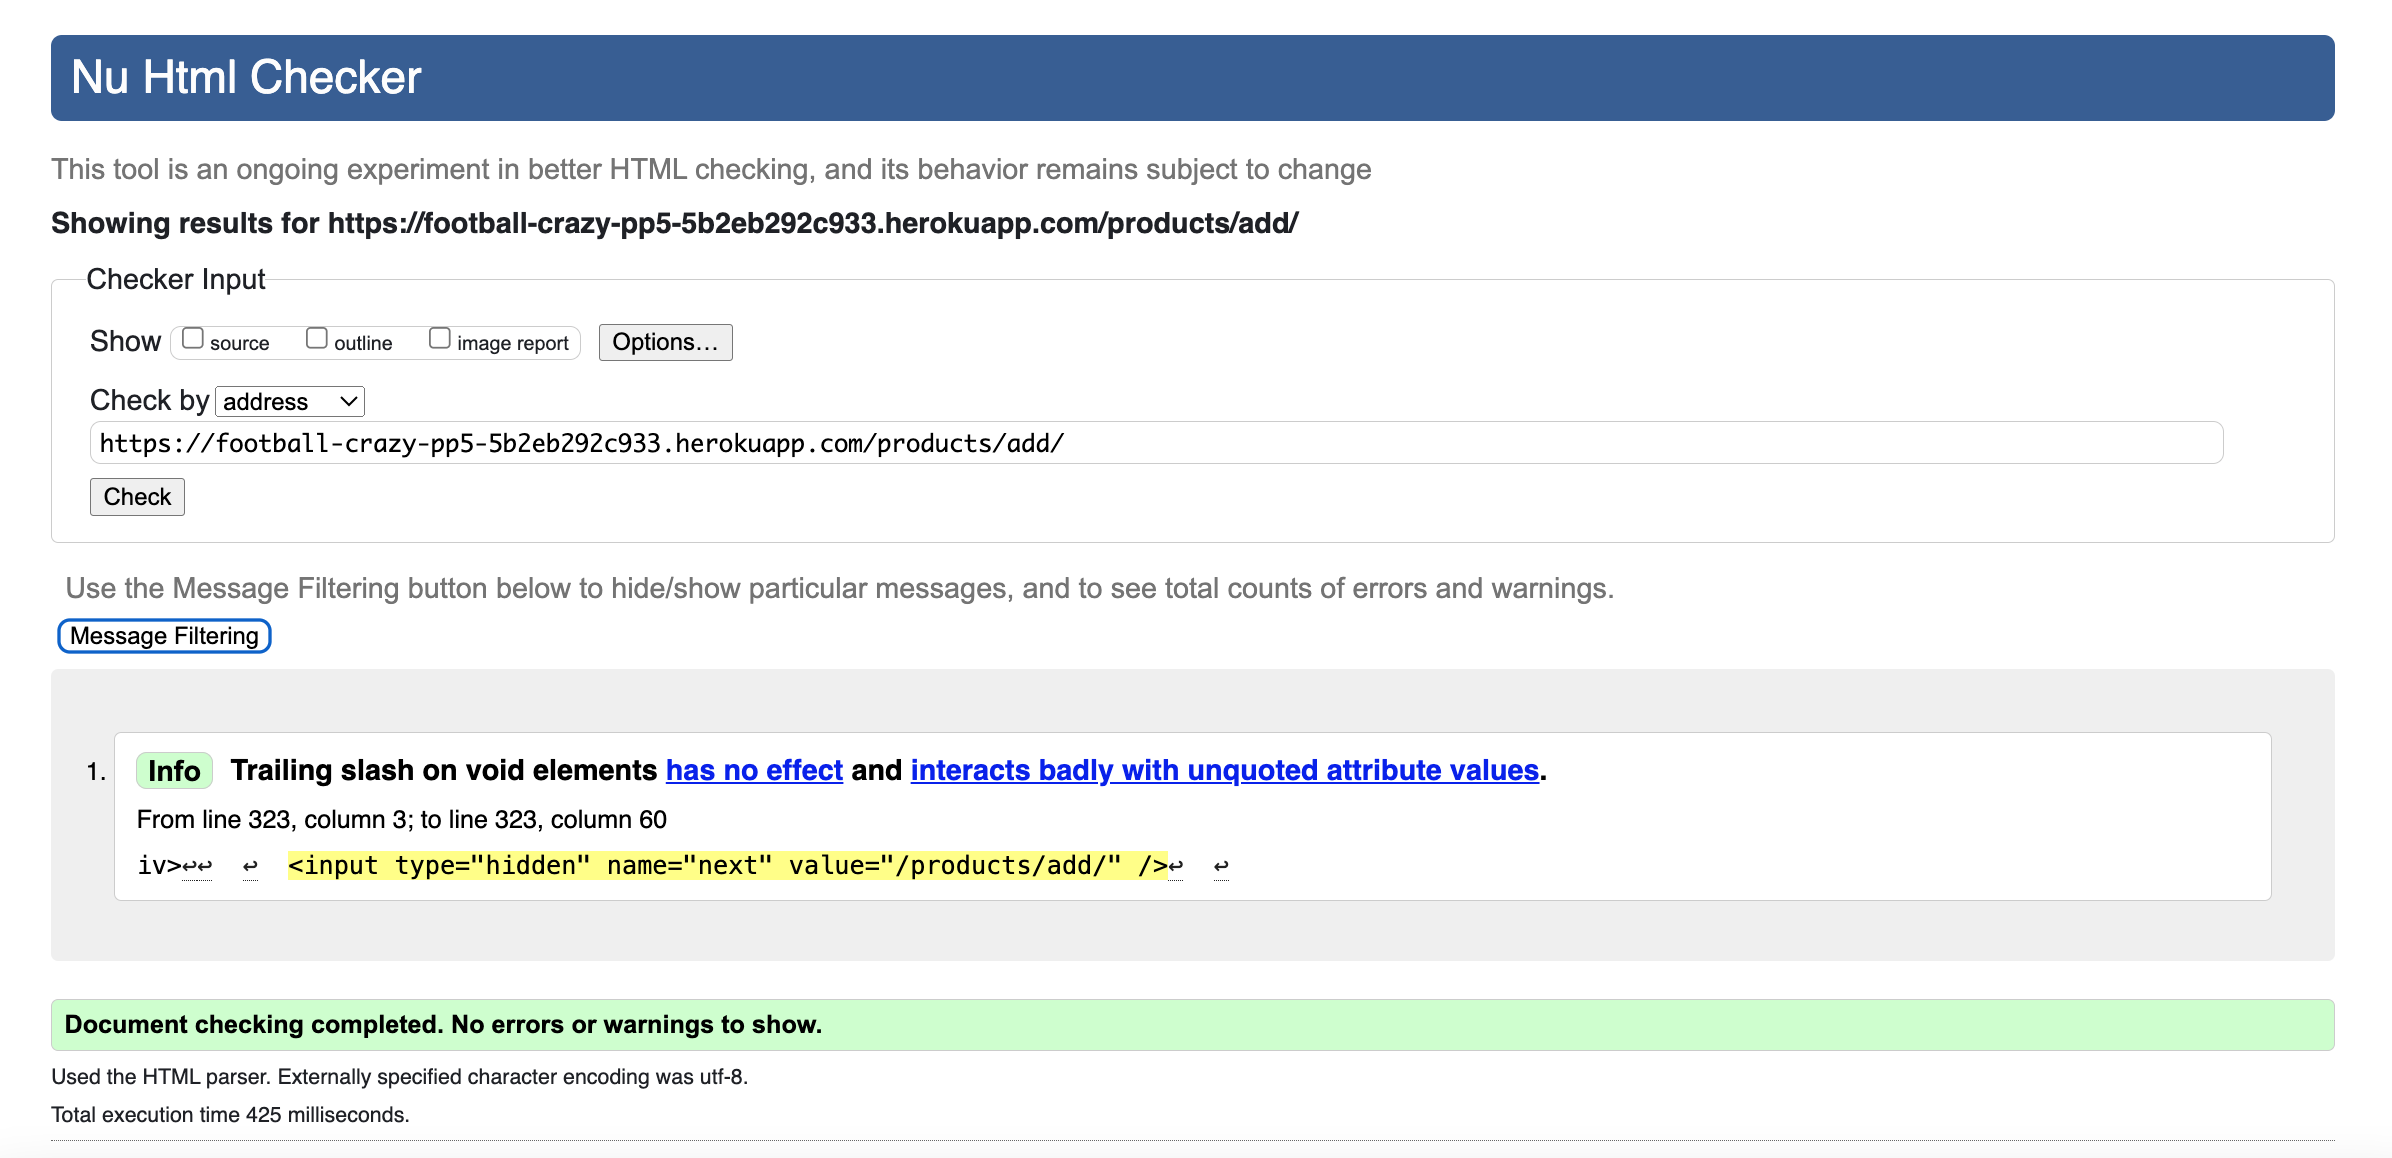 Nu Html Checker
This tool is an ongoing experiment in better HTML checking, and its behavior remains subject to change
Showing results for https://football-crazy-pp5-5b2eb292c933.herokuapp.com/products/add/
Checker Input
Show source outline image report Options...
Check by address
https://football-crazy-pp5-5b2eb292c933.herokuapp.com/products/add/
Check
Use the Message Filtering button below to hide/show particular messages, and to see total counts of errors and warnings.
Message Filtering
1. Info Trailing slash on void elements has no effect and interacts badly with unquoted attribute values.
From line 323, column 3; to line 323, column 60
iv>↩↩ ↩ <input type="hidden" name="next" value="/products/add/" />↩ ↩
Document checking completed. No errors or warnings to show.
Used the HTML parser. Externally specified character encoding was utf-8.
Total execution time 425 milliseconds.